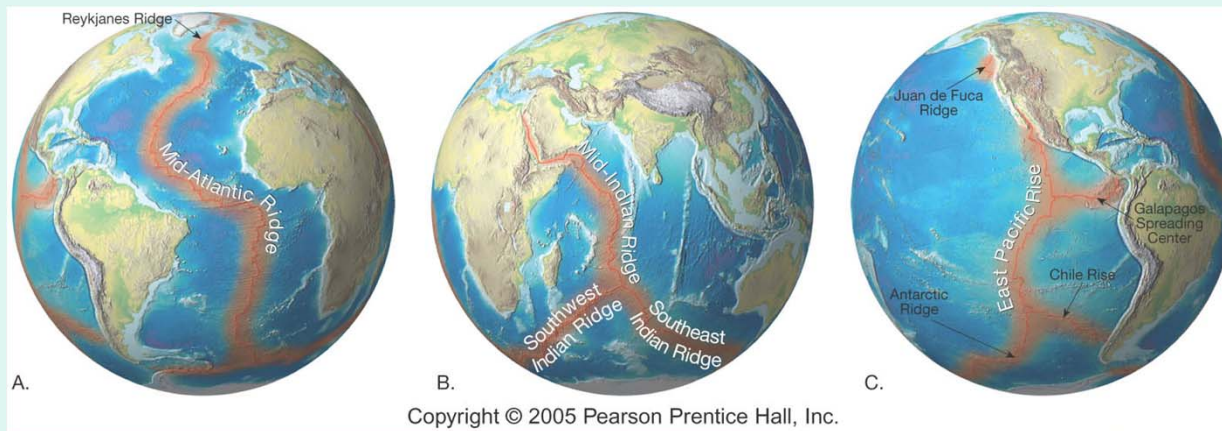 Reykjanes Ridge
Mid-Atlantic Ridge
A.
Mid-Indian Ridge
Southwest
Indian Ridge
Southeast
Indian Ridge
B.
Juan de Fuca
Ridge
East Pacific Rise
Galapagos
Spreading
Center
Chile Rise
Antarctic
Ridge
C.
Copyright © 2005 Pearson Prentice Hall, Inc.